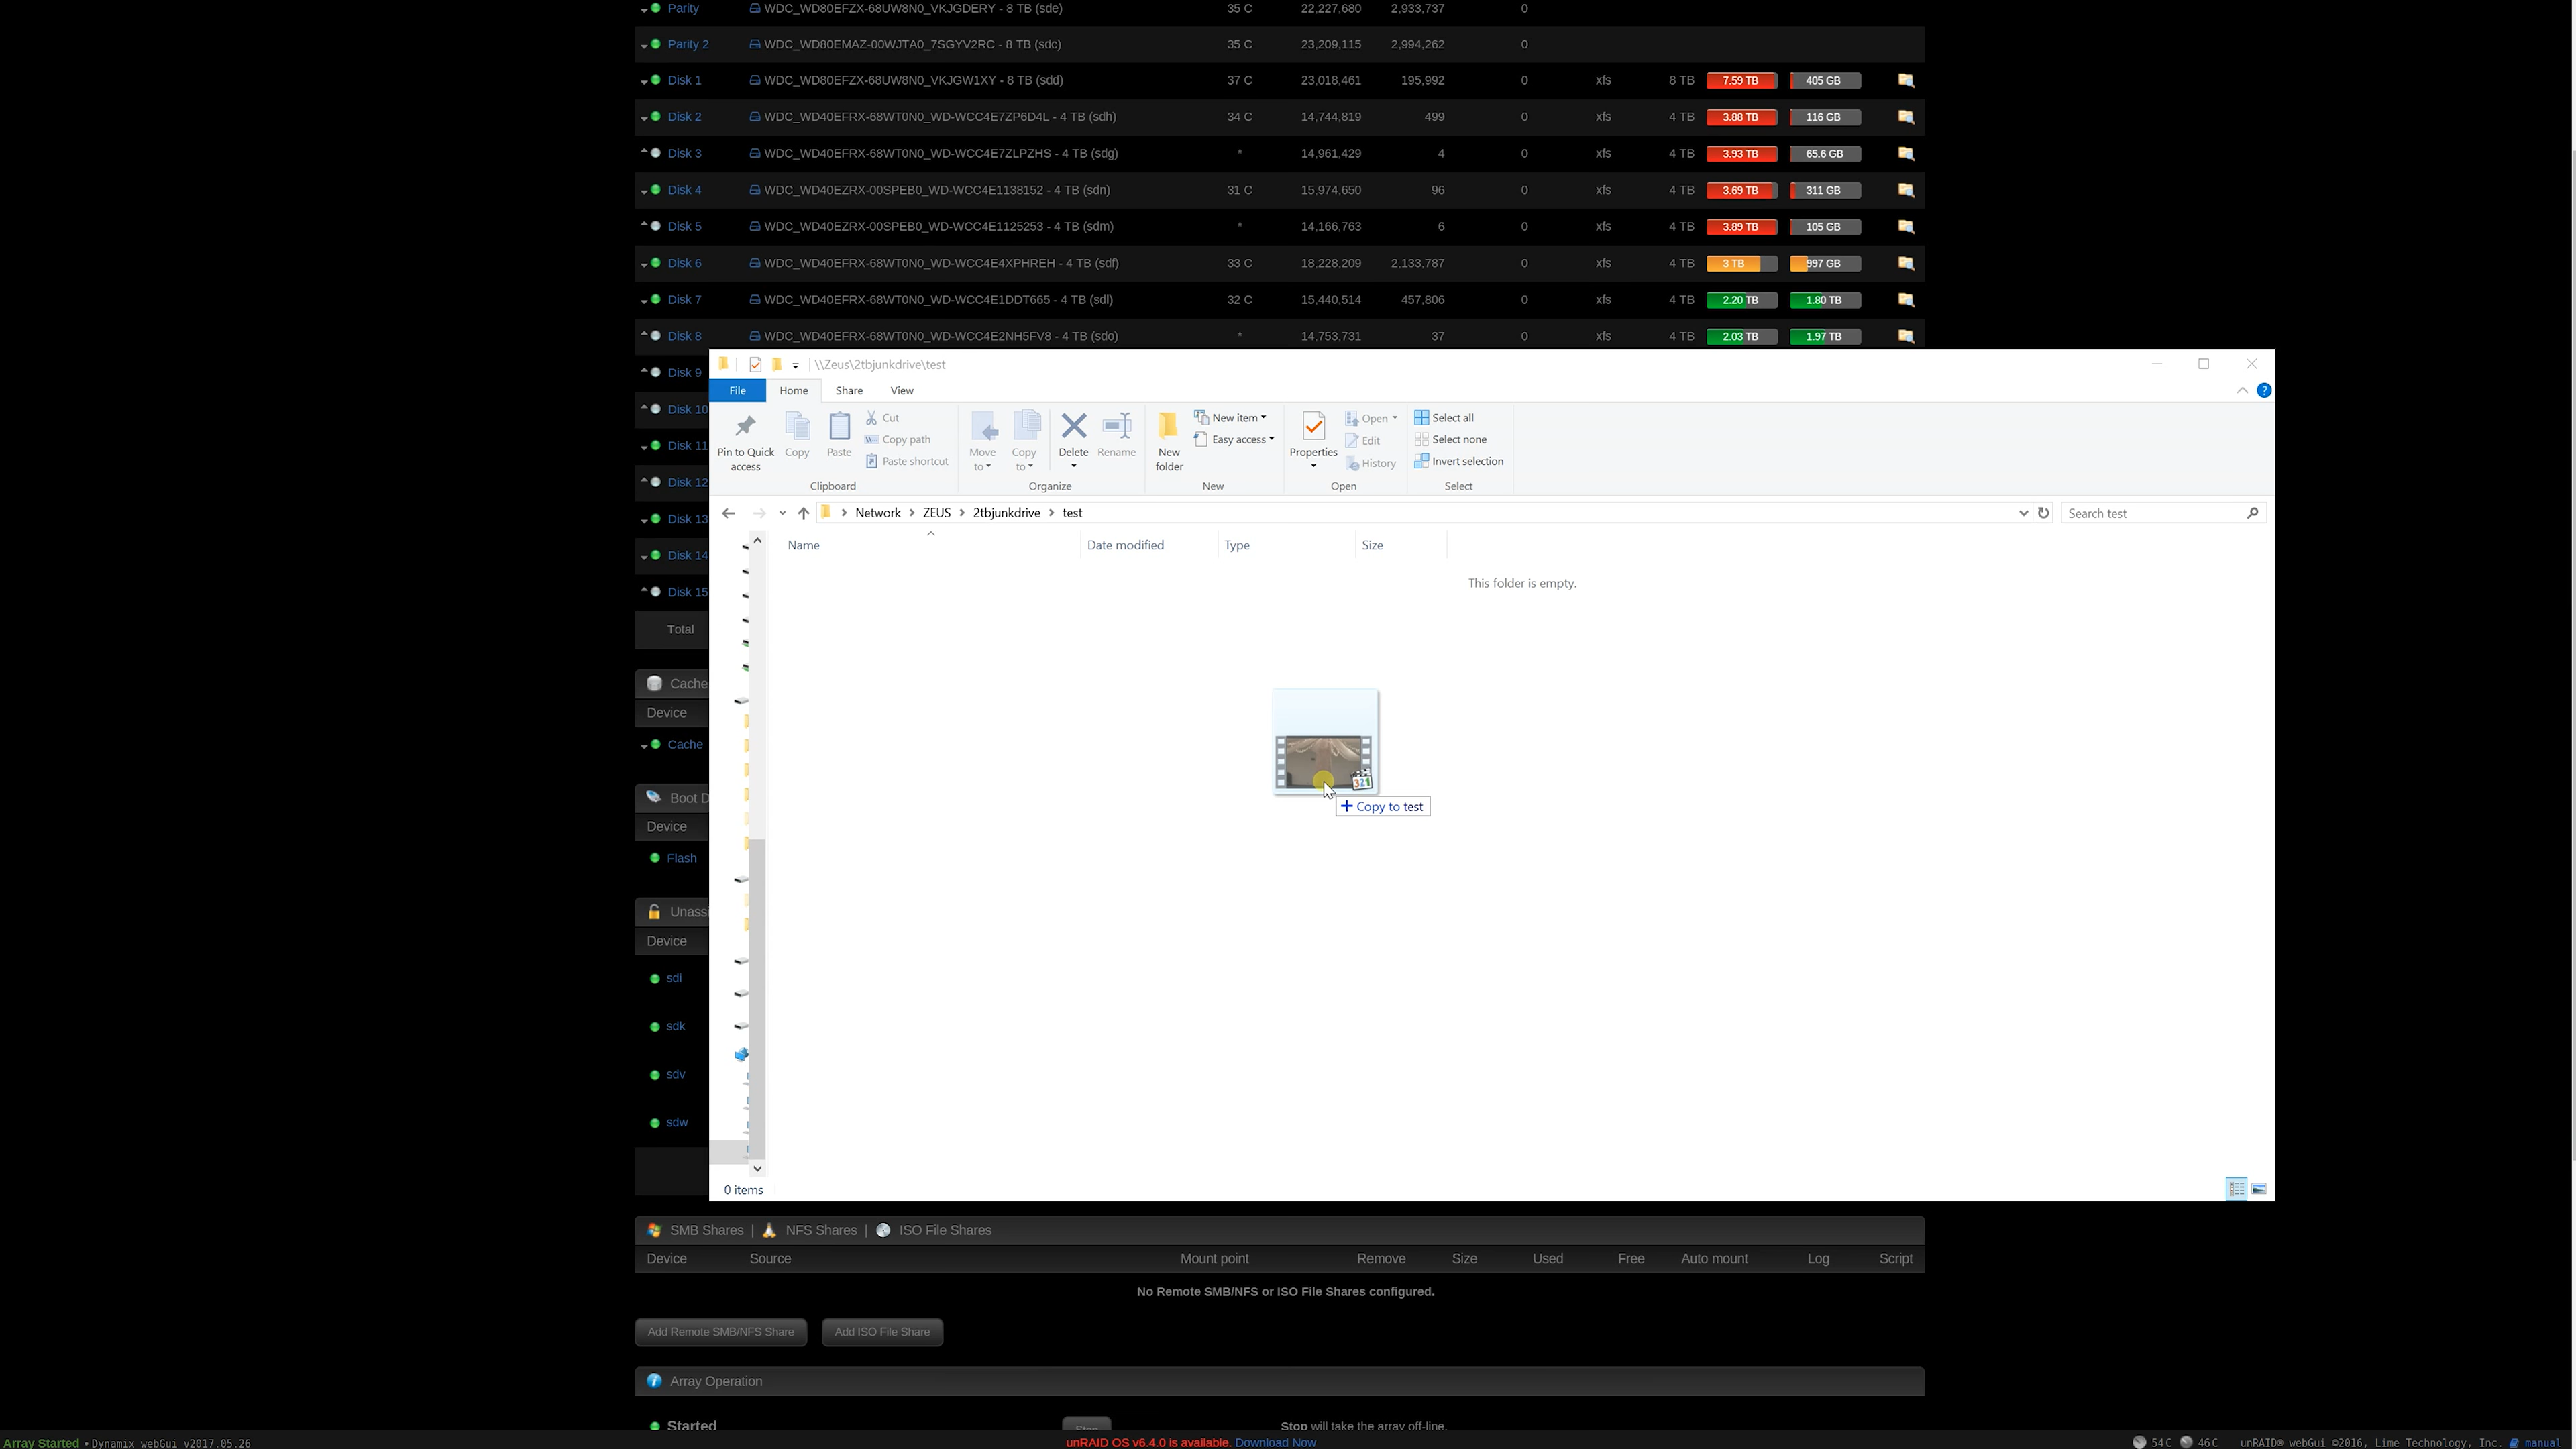 Parity WDC_WD80EFZX-68UW8N0_VKJGDERY - 8 TB (sde) 35 C 22,227,680 2,933,737 0
Parity 2 WDC_WD80EMAZ-00WJTA0_7SGYV2RC - 8 TB (sdc) 35 C 23,209,115 2,994,262 0
Disk 1 WDC_WD80EFZX-68UW8N0_VKJGW1XY - 8 TB (sdd) 37 C 23,018,461 195,992 0 xfs 8 TB 7.59 TB 405 GB
Disk 2 WDC_WD40EFRX-68WT0N0_WD-WCC4E7ZP6D4L - 4 TB (sdh) 34 C 14,744,819 499 0 xfs 4 TB 3.88 TB 116 GB
Disk 3 WDC_WD40EFRX-68WT0N0_WD-WCC4E7ZLPZHS - 4 TB (sdg) * 14,961,429 4 0 xfs 4 TB 3.93 TB 65.6 GB
Disk 4 WDC_WD40EZRX-00SPEB0_WD-WCC4E1138152 - 4 TB (sdn) 31 C 15,974,650 96 0 xfs 4 TB 3.69 TB 311 GB
Disk 5 WDC_WD40EZRX-00SPEB0_WD-WCC4E1125253 - 4 TB (sdm) * 14,166,763 6 0 xfs 4 TB 3.89 TB 105 GB
Disk 6 WDC_WD40EFRX-68WT0N0_WD-WCC4E4XPHREH - 4 TB (sdf) 33 C 18,228,209 2,133,787 0 xfs 4 TB 3 TB 997 GB
Disk 7 WDC_WD40EFRX-68WT0N0_WD-WCC4E1DDT665 - 4 TB (sdl) 32 C 15,440,514 457,806 0 xfs 4 TB 2.20 TB 1.80 TB
Disk 8 WDC_WD40EFRX-68WT0N0_WD-WCC4E2NH5FV8 - 4 TB (sdo) * 14,753,731 37 0 xfs 4 TB 2.03 TB 1.97 TB
Disk 9
Disk 10
Disk 11
Disk 12
Disk 13
Disk 14
Disk 15
Total
Cache
Device
Cache
Boot D
Device
Flash
Unassi
Device
sdi
sdk
sdv
sdw
\\Zeus\2tbjunkdrive\test
File Home Share View
Pin to Quick access
Copy
Paste
Cut
Copy path
Paste shortcut
Clipboard
Move to
Copy to
Delete
Rename
Organize
New folder
New item
Easy access
New
Properties
Open
Edit
History
Open
Select all
Select none
Invert selection
Select
Network > ZEUS > 2tbjunkdrive > test
Search test
Name Date modified Type Size
This folder is empty.
321
+ Copy to test
0 items
SMB Shares | NFS Shares | ISO File Shares
Device Source Mount point Remove Size Used Free Auto mount Log Script
No Remote SMB/NFS or ISO File Shares configured.
Add Remote SMB/NFS Share Add ISO File Share
Array Operation
Started Stop Stop will take the array off-line.
Array Started • Dynamix webGui v2017.05.26 unRAID OS v6.4.0 is available. Download Now 54C 46C unRAID® webGui ©2016, Lime Technology, Inc. manual